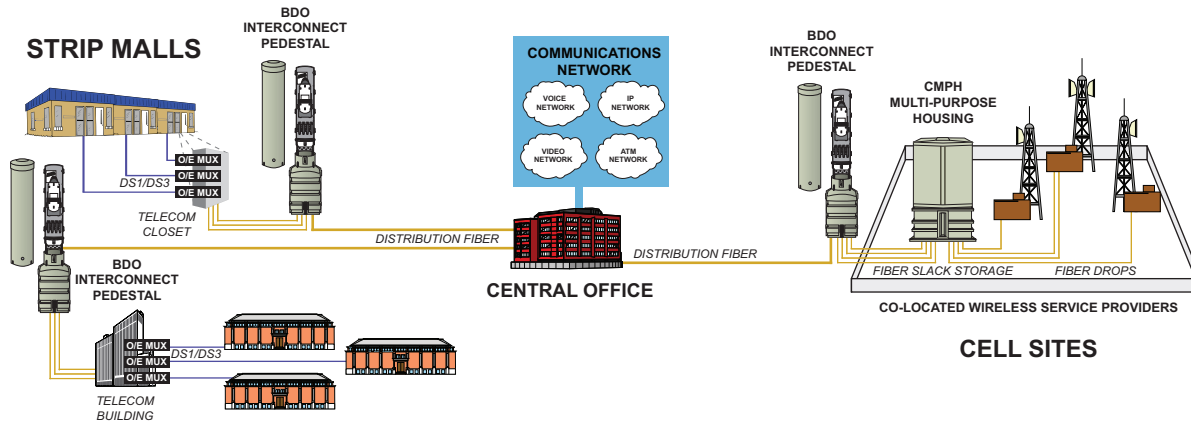 STRIP MALLS
BDO
INTERCONNECT
PEDESTAL
O/E MUX
O/E MUX
O/E MUX
DS1/DS3
TELECOM
CLOSET
BDO
INTERCONNECT
PEDESTAL
O/E MUX
O/E MUX
O/E MUX
DS1/DS3
TELECOM
BUILDING
DISTRIBUTION FIBER
COMMUNICATIONS
NETWORK
VOICE
NETWORK
IP
NETWORK
VIDEO
NETWORK
ATM
NETWORK
CENTRAL OFFICE
DISTRIBUTION FIBER
BDO
INTERCONNECT
PEDESTAL
CMPH
MULTI-PURPOSE
HOUSING
FIBER SLACK STORAGE
FIBER DROPS
CO-LOCATED WIRELESS SERVICE PROVIDERS
CELL SITES